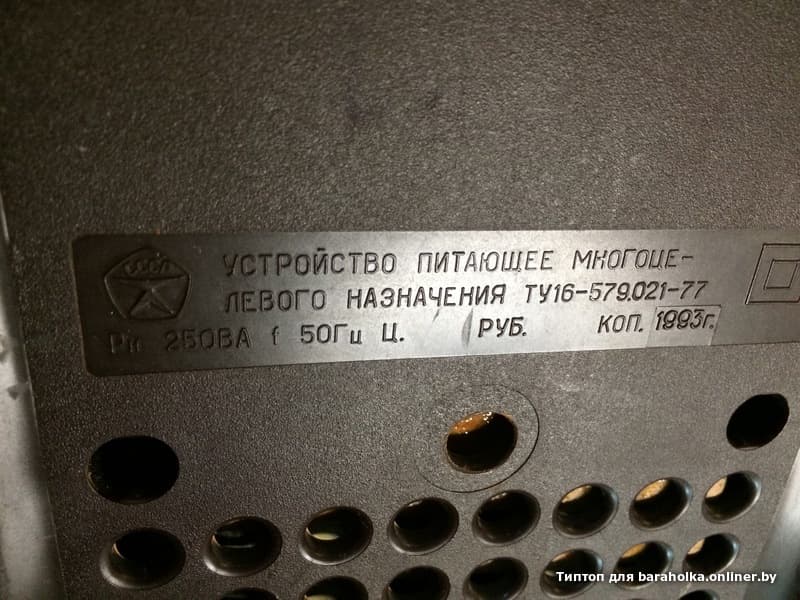 УСТРОЙСТВО ПИТАЮЩЕЕ МНОГОЦЕ-
ЛЕВОГО НАЗНАЧЕНИЯ ТУ16-579.021-77
Рн 250ВА f 50Гц Ц. РУБ. КОП. 1993г.
Типтоп для baraholka.onliner.by